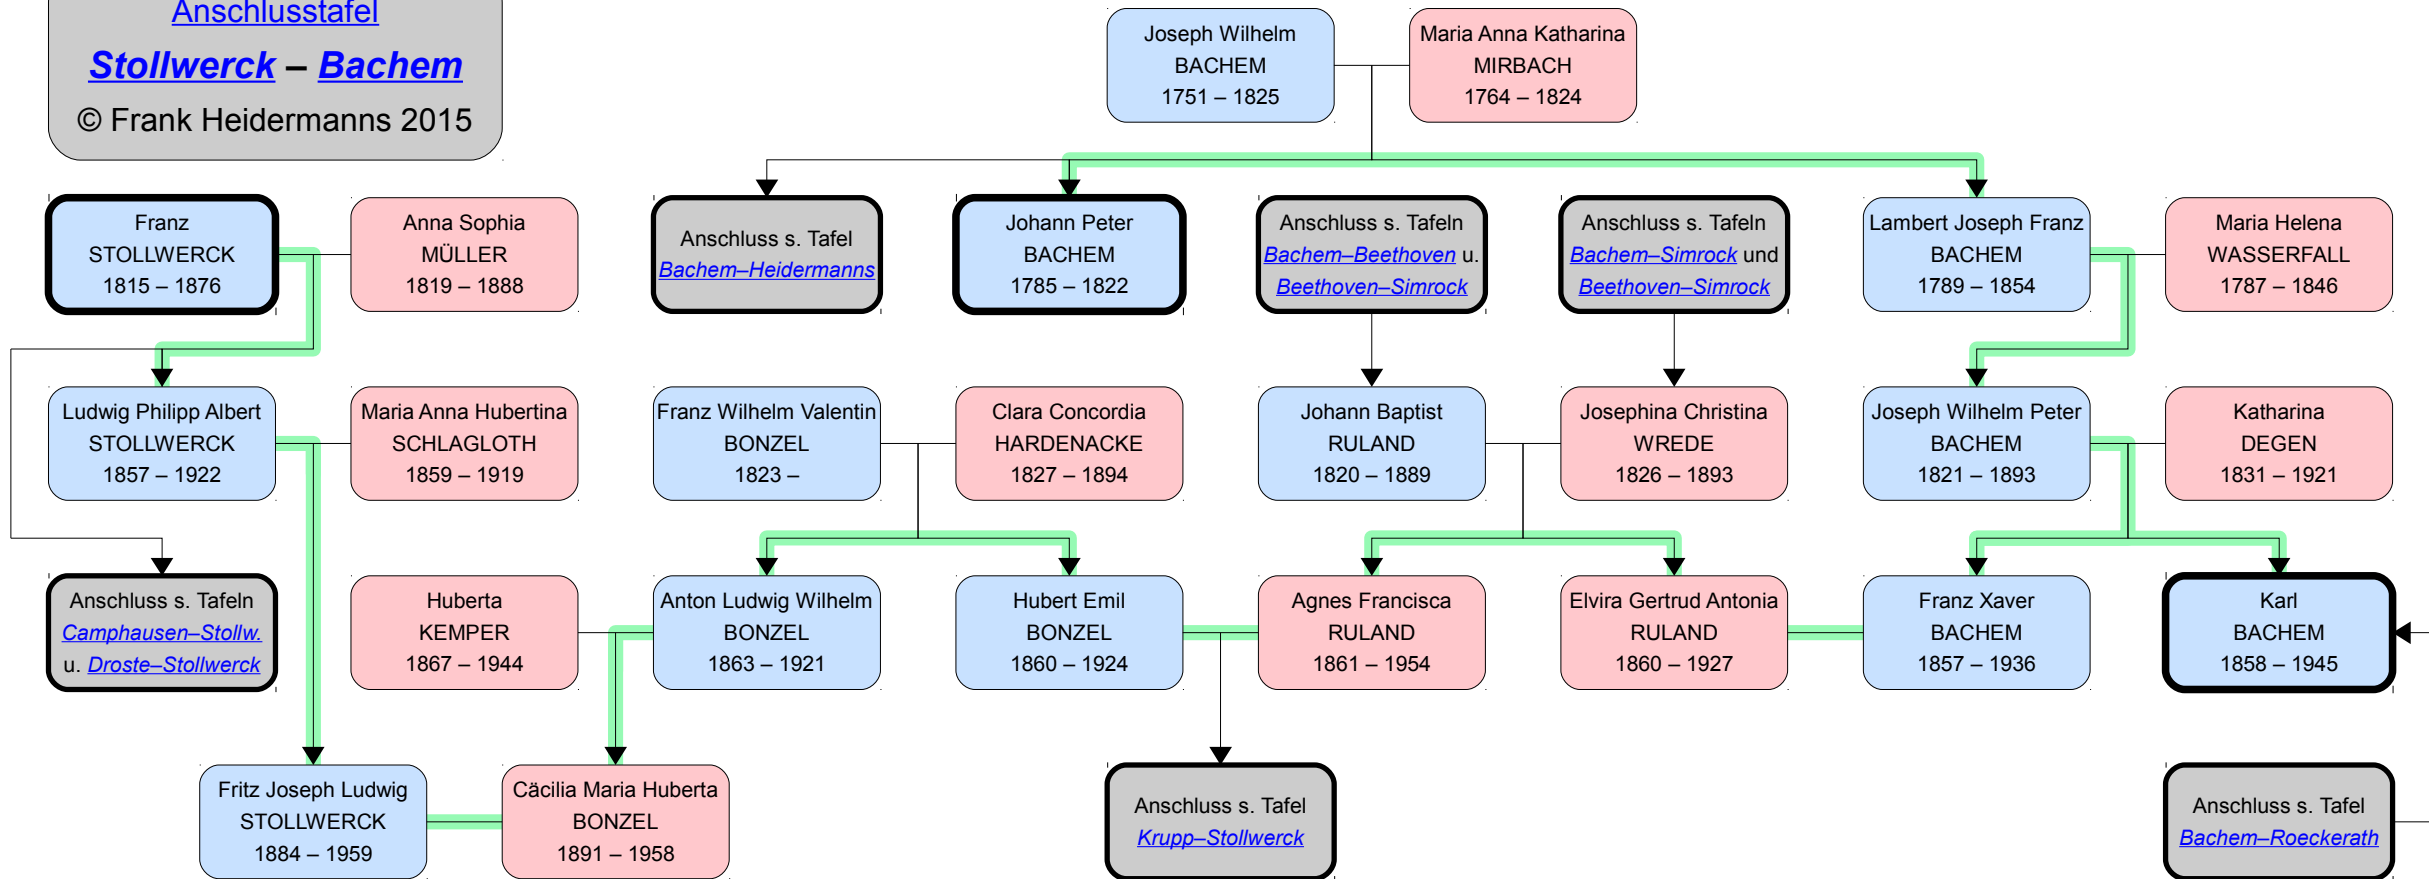 Anschlusstafel
Stollwerck – Bachem
© Frank Heidermanns 2015
Joseph Wilhelm
BACHEM
1751 – 1825
Maria Anna Katharina
MIRBACH
1764 – 1824
Franz
STOLLWERCK
1815 – 1876
Anna Sophia
MÜLLER
1819 – 1888
Anschluss s. Tafel
Bachem–Heidermanns
Johann Peter
BACHEM
1785 – 1822
Anschluss s. Tafeln
Bachem–Beethoven u.
Beethoven–Simrock
Anschluss s. Tafeln
Bachem–Simrock und
Beethoven–Simrock
Lambert Joseph Franz
BACHEM
1789 – 1854
Maria Helena
WASSERFALL
1787 – 1846
Ludwig Philipp Albert
STOLLWERCK
1857 – 1922
Maria Anna Hubertina
SCHLAGLOTH
1859 – 1919
Franz Wilhelm Valentin
BONZEL
1823 –
Clara Concordia
HARDENACKE
1827 – 1894
Johann Baptist
RULAND
1820 – 1889
Josephina Christina
WREDE
1826 – 1893
Joseph Wilhelm Peter
BACHEM
1821 – 1893
Katharina
DEGEN
1831 – 1921
Anschluss s. Tafeln
Camphausen–Stollw.
u. Droste–Stollwerck
Huberta
KEMPER
1867 – 1944
Anton Ludwig Wilhelm
BONZEL
1863 – 1921
Hubert Emil
BONZEL
1860 – 1924
Agnes Francisca
RULAND
1861 – 1954
Elvira Gertrud Antonia
RULAND
1860 – 1927
Franz Xaver
BACHEM
1857 – 1936
Karl
BACHEM
1858 – 1945
Fritz Joseph Ludwig
STOLLWERCK
1884 – 1959
Cäcilia Maria Huberta
BONZEL
1891 – 1958
Anschluss s. Tafel
Krupp–Stollwerck
Anschluss s. Tafel
Bachem–Roeckerath